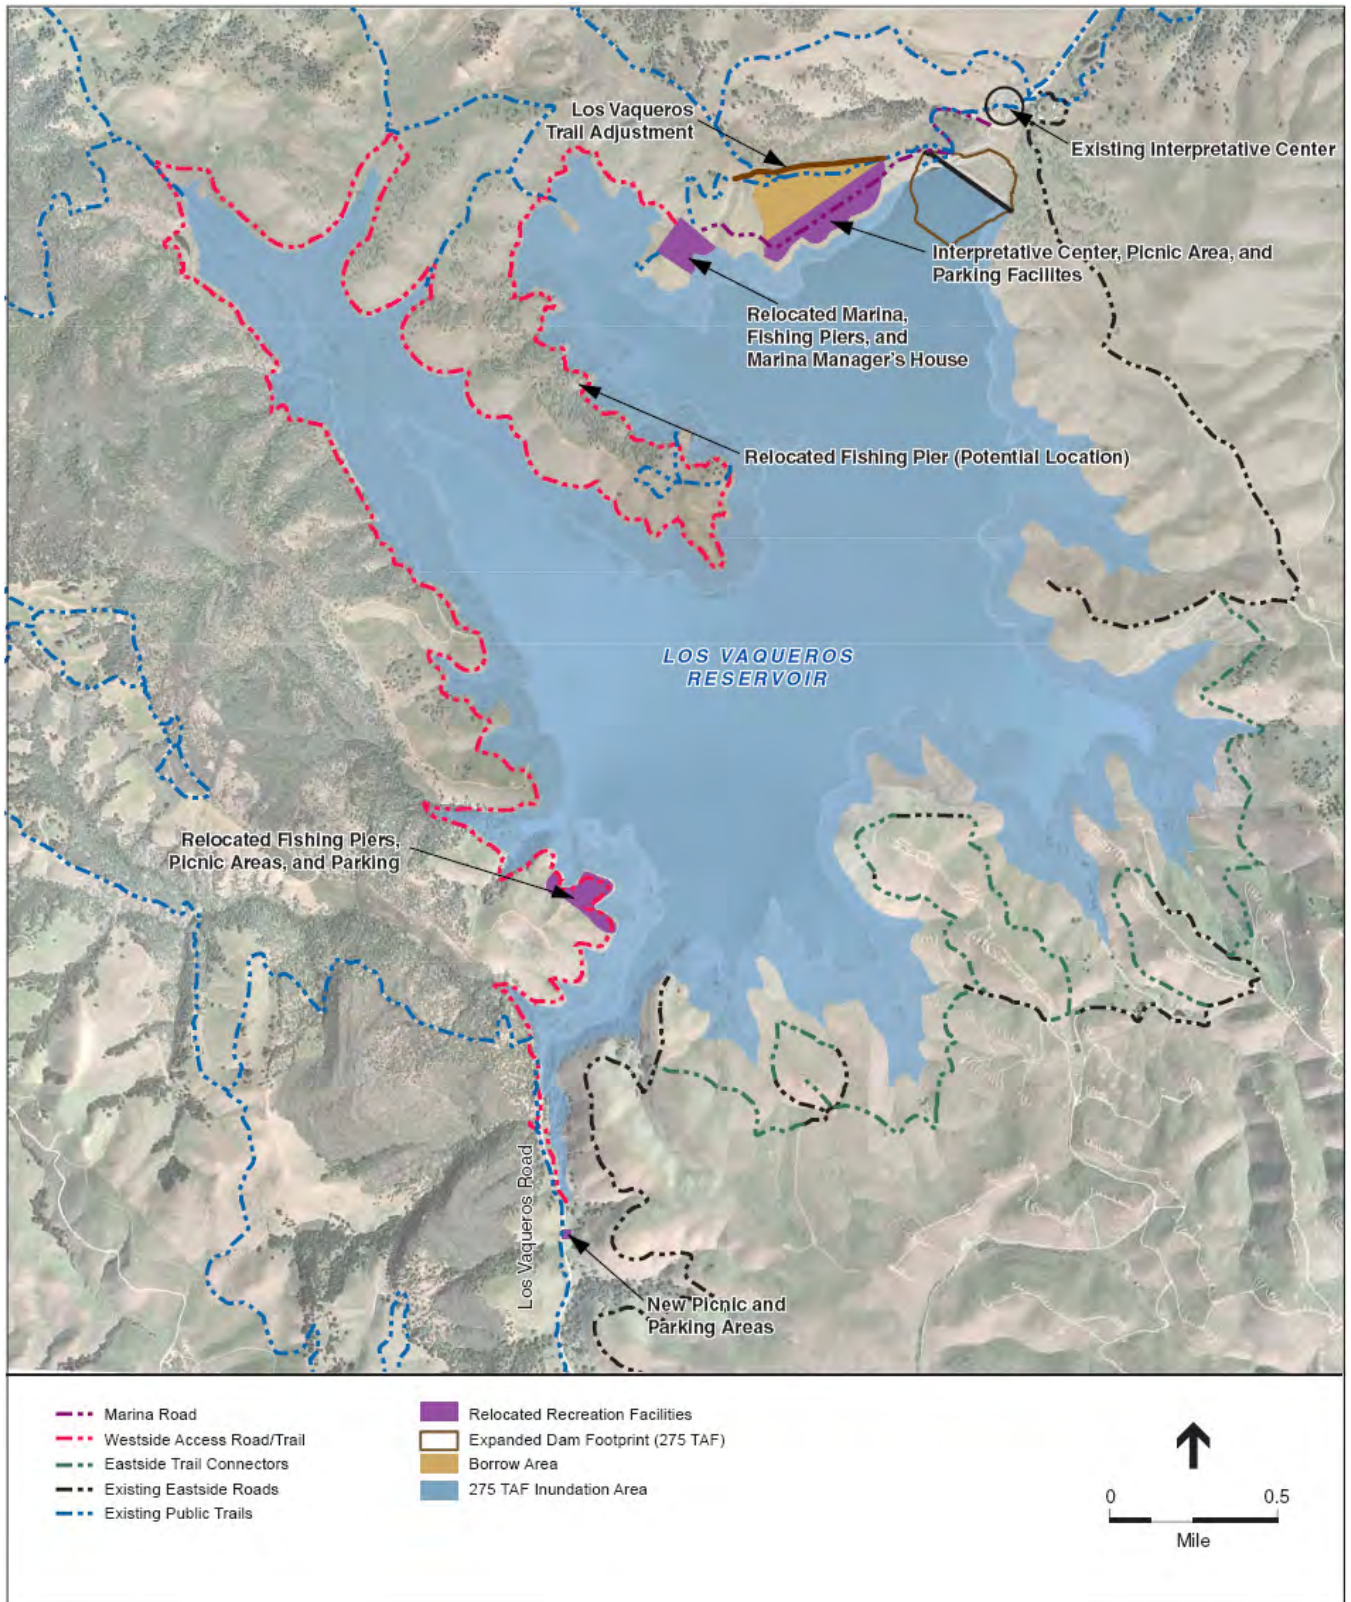 Los Vaqueros
Trail Adjustment
Existing Interpretative Center
Interpretative Center, Picnic Area, and
Parking Facilites
Relocated Marina,
Fishing Piers, and
Marina Manager's House
Relocated Fishing Pier (Potential Location)
LOS VAQUEROS
RESERVOIR
Relocated Fishing Piers,
Picnic Areas, and Parking
Los Vaqueros Road
New Picnic and
Parking Areas
Marina Road
Westside Access Road/Trail
Eastside Trail Connectors
Existing Eastside Roads
Existing Public Trails
Relocated Recreation Facilities
Expanded Dam Footprint (275 TAF)
Borrow Area
275 TAF Inundation Area
0 0.5
Mile